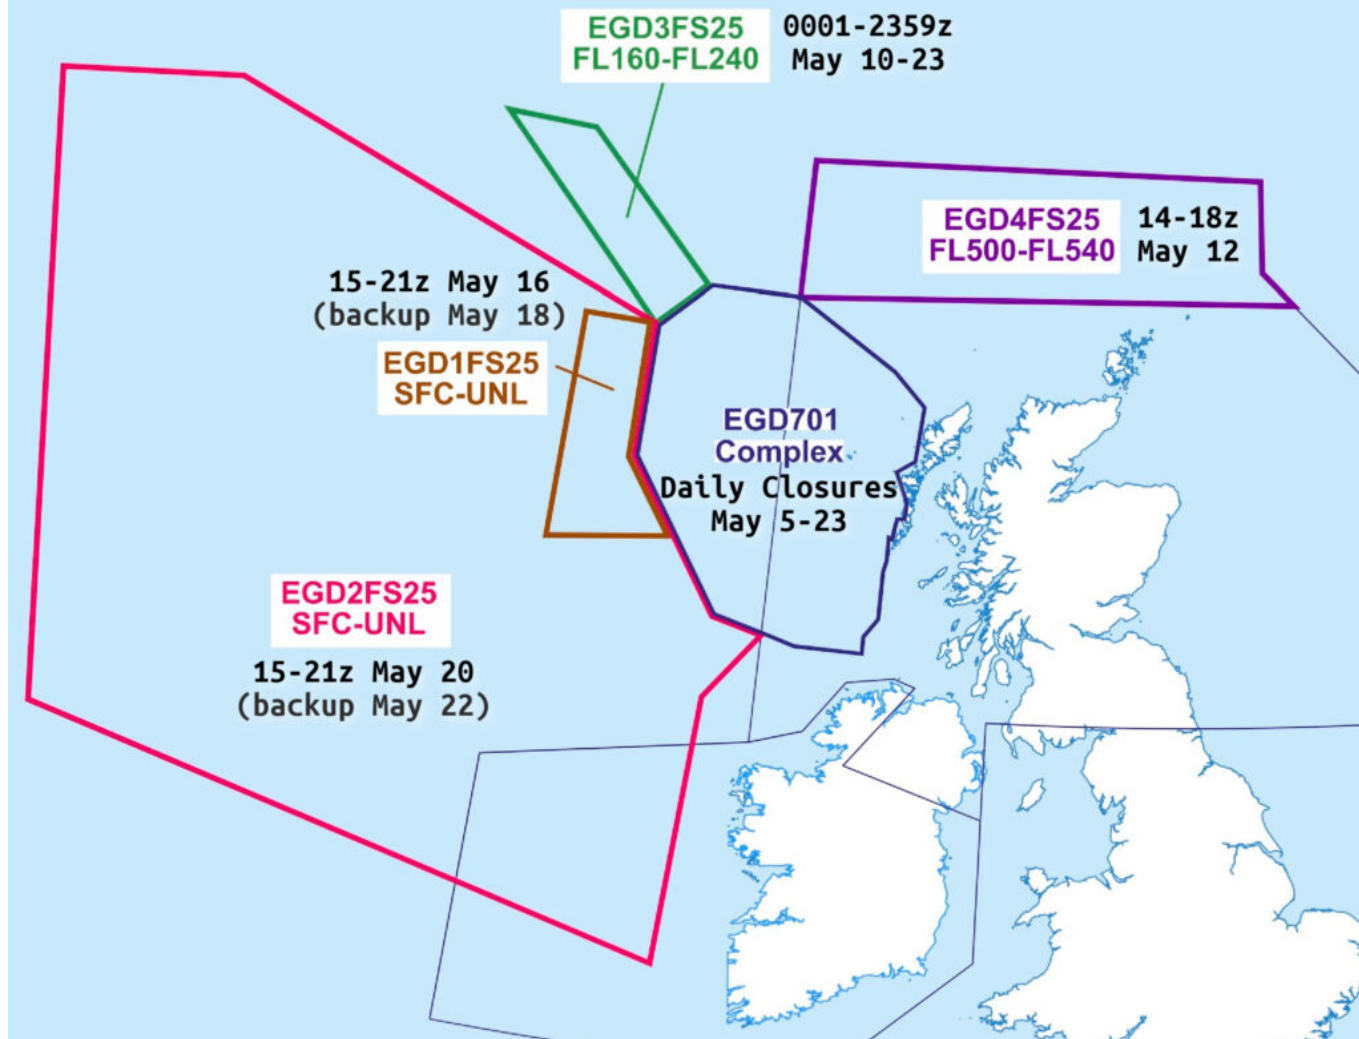 EGD3FS25
FL160-FL240
0001-2359z
May 10-23
EGD4FS25
FL500-FL540
14-18z
May 12
15-21z May 16
(backup May 18)
EGD1FS25
SFC-UNL
EGD701
Complex
Daily Closures
May 5-23
EGD2FS25
SFC-UNL
15-21z May 20
(backup May 22)